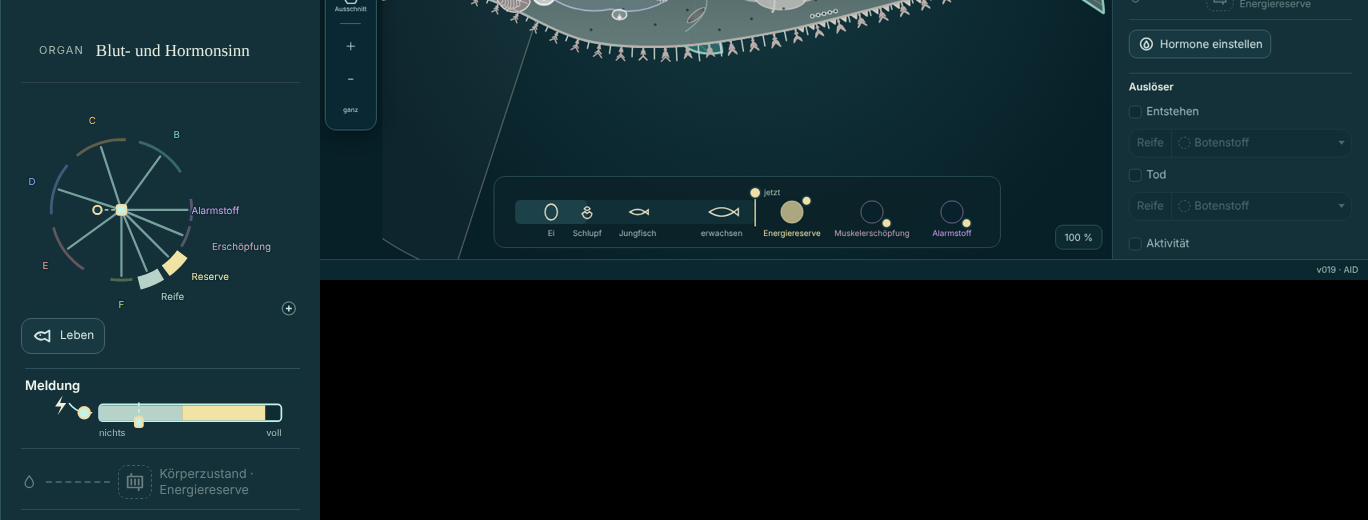 ORGAN Blut- und Hormonsinn
C
B
D
Alarmstoff
Erschöpfung
E
Reserve
Reife
F
Leben
Meldung
nichts
voll
Körperzustand ·
Energiereserve
Ausschnitt
+
-
ganz
jetzt
Ei
Schlupf
Jungfisch
erwachsen
Energiereserve
Muskelerschöpfung
Alarmstoff
100 %
Energiereserve
Hormone einstellen
Auslöser
Entstehen
Reife Botenstoff
Tod
Reife Botenstoff
Aktivität
v019 · AID